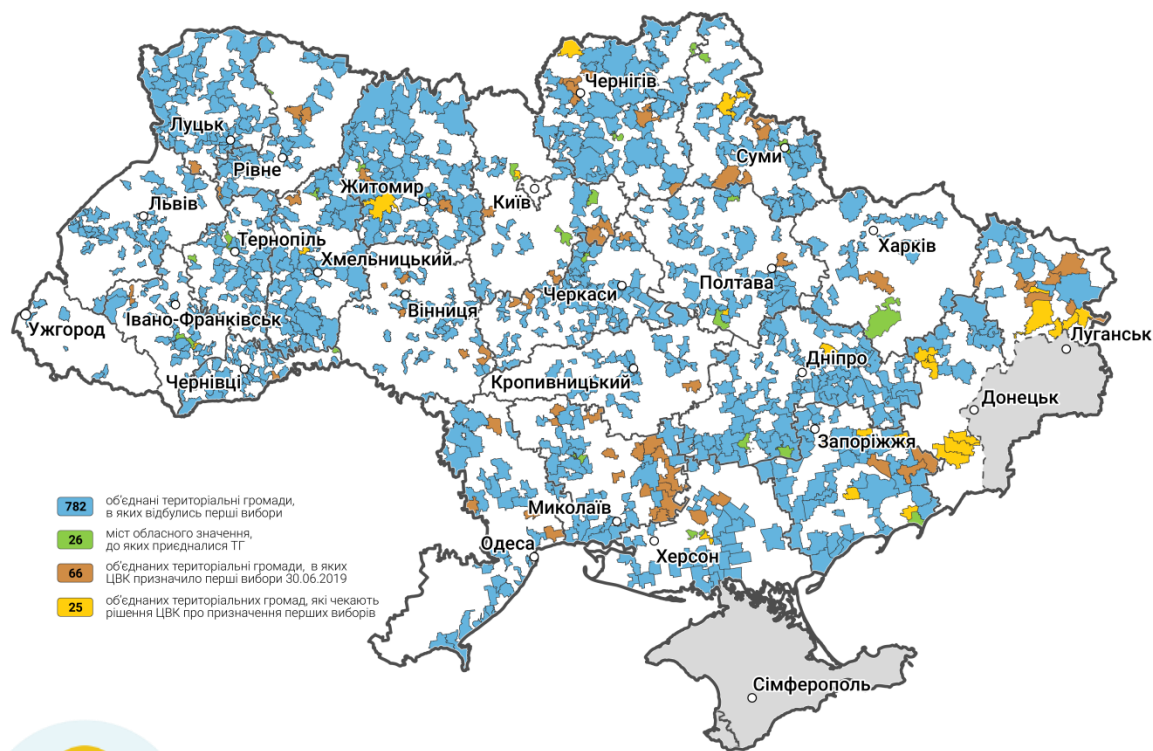 Чернігів
Луцьк
Рівне
Суми
Житомир
Київ
Львів
Тернопіль
Харків
Хмельницький
Черкаси
Полтава
Вінниця
Ужгород
Івано-Франківськ
Луганськ
Чернівці
Кропивницький
Дніпро
Донецьк
Запоріжжя
782
об'єднані територіальні громади,
в яких відбулись перші вибори
26
міст обласного значення,
до яких приєдналися ТГ
66
об'єднаних територіальні громади, в яких
ЦВК призначило перші вибори 30.06.2019
25
об'єднаних територіальних громад, які чекають
рішення ЦВК про призначення перших виборів
Миколаїв
Одеса
Херсон
Сімферополь